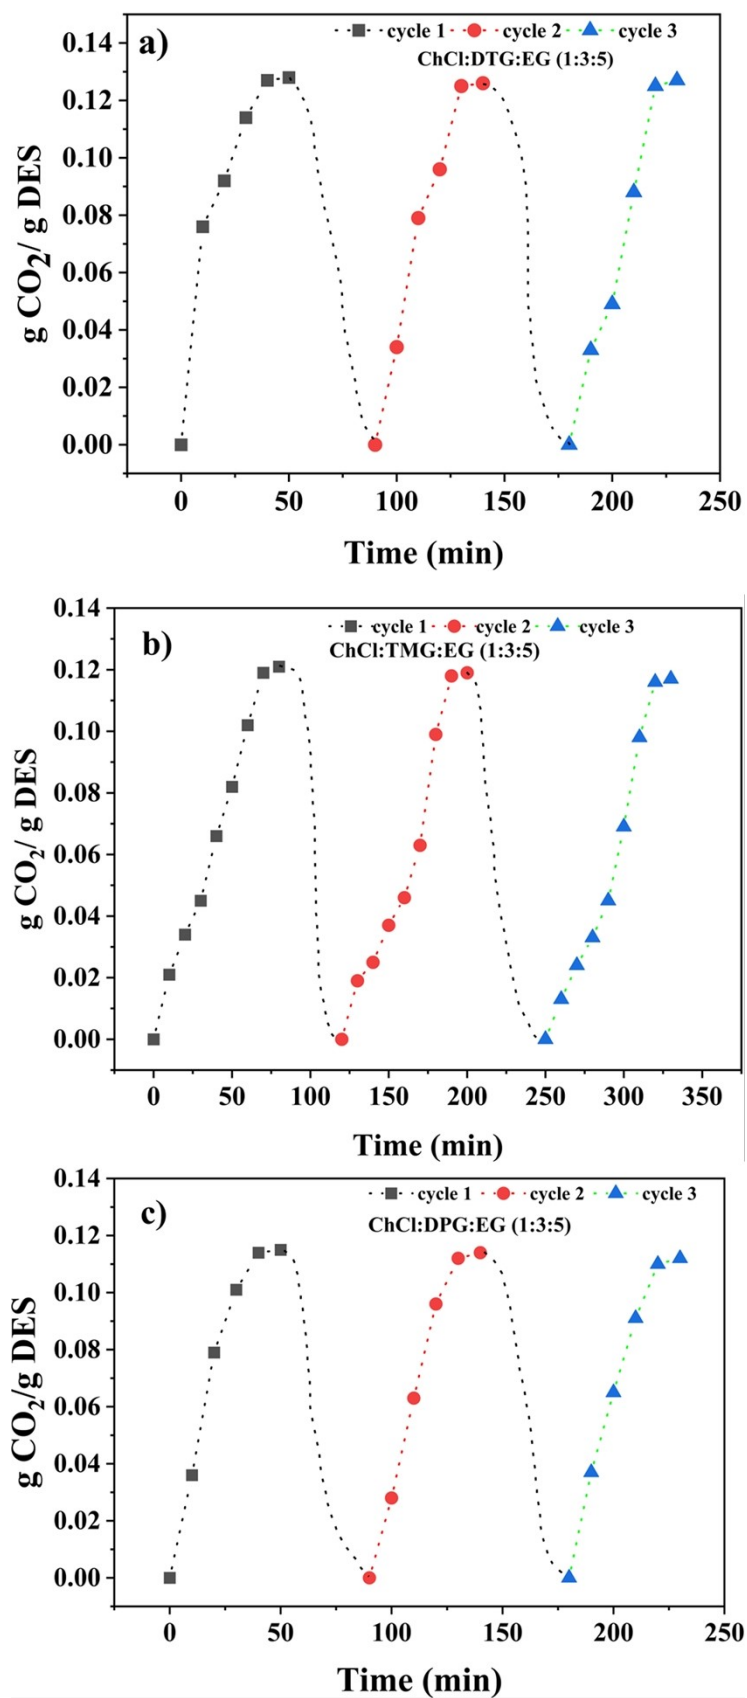 a)
cycle 1 cycle 2 cycle 3
ChCl:DTG:EG (1:3:5)
g CO2/ g DES
0.14
0.12
0.10
0.08
0.06
0.04
0.02
0.00
0 50 100 150 200 250
Time (min)
b)
cycle 1 cycle 2 cycle 3
ChCl:TMG:EG (1:3:5)
g CO2/ g DES
0.14
0.12
0.10
0.08
0.06
0.04
0.02
0.00
0 50 100 150 200 250 300 350
Time (min)
c)
cycle 1 cycle 2 cycle 3
ChCl:DPG:EG (1:3:5)
g CO2/g DES
0.14
0.12
0.10
0.08
0.06
0.04
0.02
0.00
0 50 100 150 200 250
Time (min)